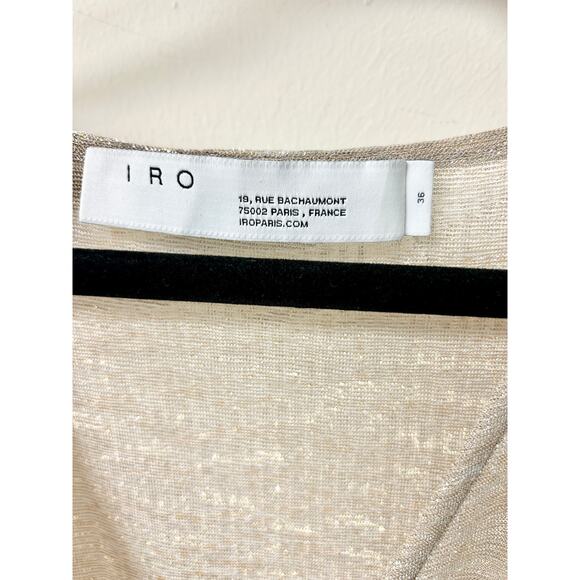 IRO
19, RUE BACHAUMONT
75002 PARIS , FRANCE
IROPARIS.COM
36